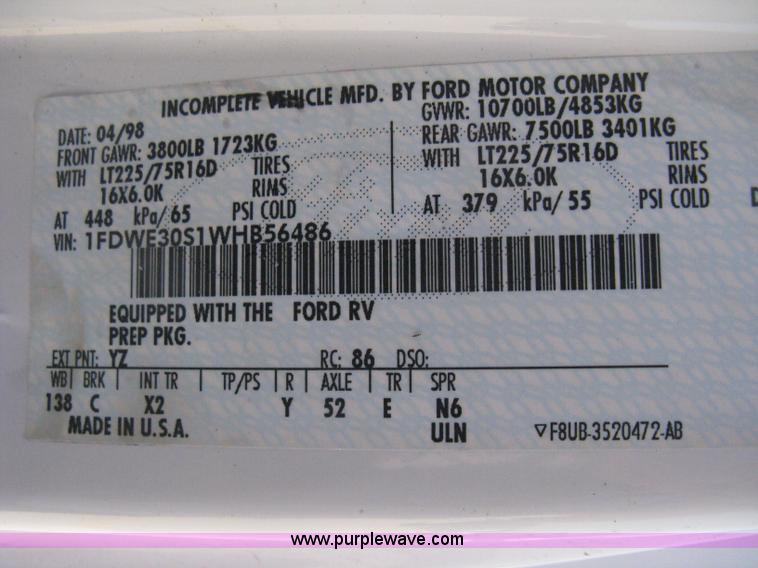 INCOMPLETE VEHICLE MFD. BY FORD MOTOR COMPANY
DATE: 04/98 GVWR: 10700LB/4853KG
FRONT GAWR: 3800LB 1723KG REAR GAWR: 7500LB 3401KG
WITH LT225/75R16D TIRES WITH LT225/75R16D TIRES
16X6.0K RIMS 16X6.0K RIMS
AT 448 kPa/65 PSI COLD AT 379 kPa/55 PSI COLD
VIN: 1FDWE30S1WHB56486
EQUIPPED WITH THE FORD RV
PREP PKG.
EXT PNT: YZ RC: 86 DSO:
WB BRK INT TR TP/PS R AXLE TR SPR
138 C X2 Y 52 E N6
MADE IN U.S.A. ULN F8UB-3520472-AB
www.purplewave.com